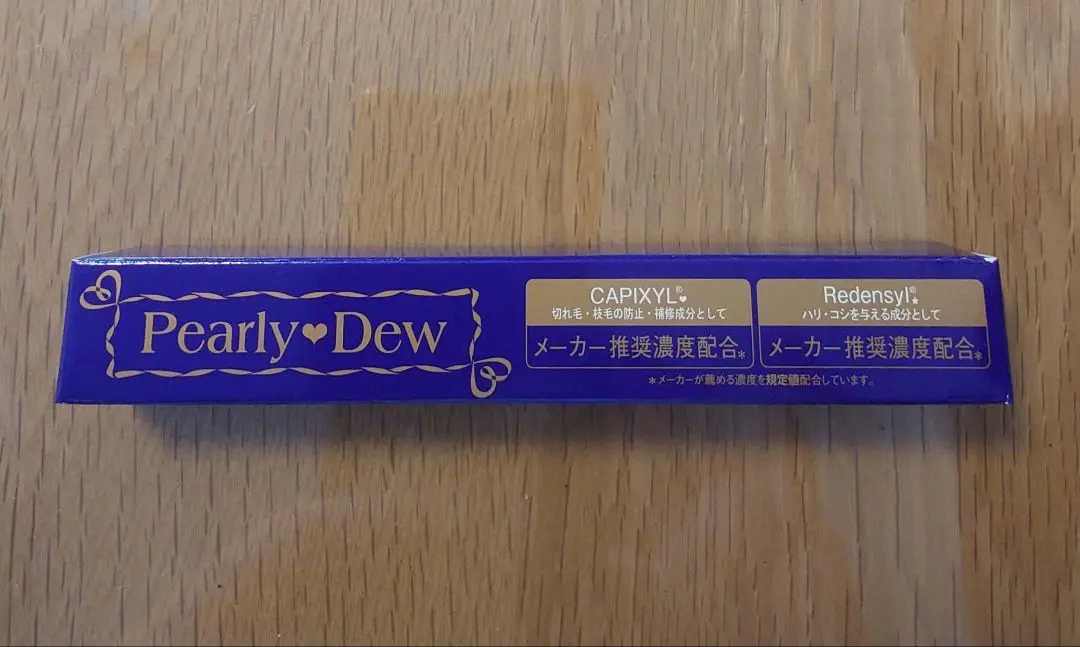 Pearly♥Dew
CAPIXYL®♥
切れ毛・枝毛の防止・補修成分として
メーカー推奨濃度配合*
Redensyl®★
ハリ・コシを与える成分として
メーカー推奨濃度配合*
*メーカーが薦める濃度を規定値配合しています。